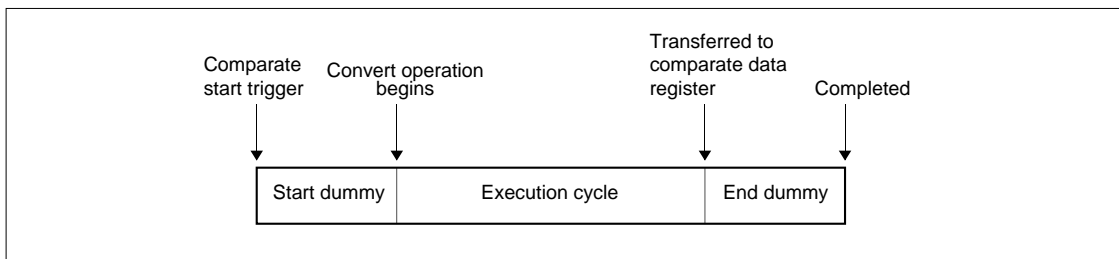 Comparate
start trigger
Convert operation
begins
Transferred to
comparate data
register
Completed
Start dummy
Execution cycle
End dummy